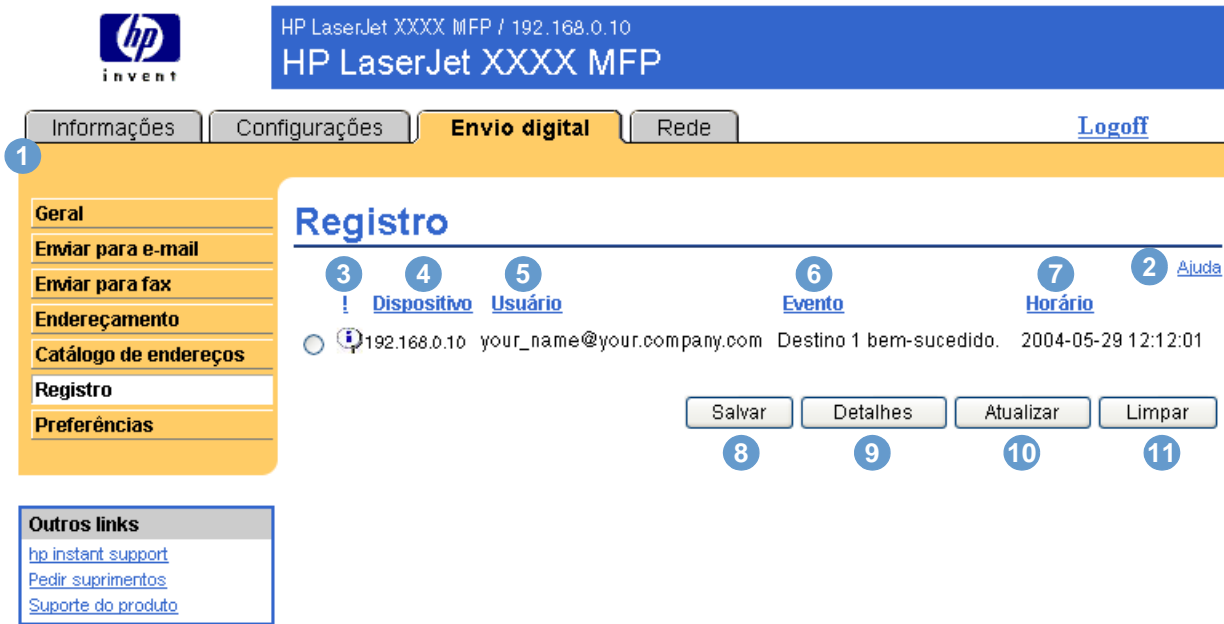 hp
invent
HP LaserJet XXXX MFP / 192.168.0.10
HP LaserJet XXXX MFP
Informações Configurações Envio digital Rede Logoff
1
Geral
Enviar para e-mail
Enviar para fax
Endereçamento
Catálogo de endereços
Registro
Preferências
Registro
2 Ajuda
3 4 5 6 7
! Dispositivo Usuário Evento Horário
192.168.0.10 your_name@your.company.com Destino 1 bem-sucedido. 2004-05-29 12:12:01
Salvar Detalhes Atualizar Limpar
8 9 10 11
Outros links
hp instant support
Pedir suprimentos
Suporte do produto